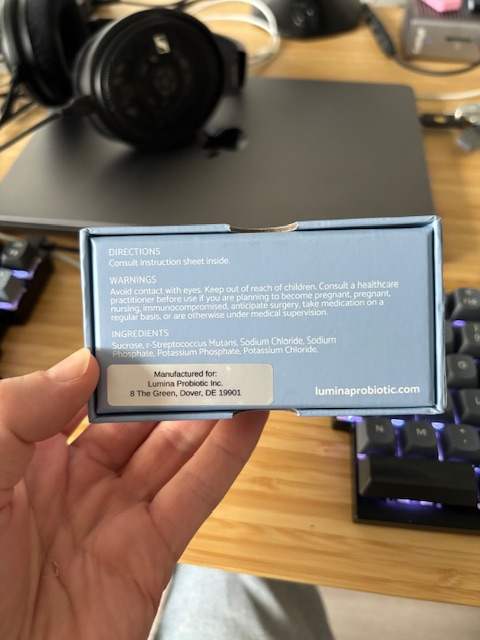 DIRECTIONS
Consult instruction sheet inside.
WARNINGS
Avoid contact with eyes. Keep out of reach of children. Consult a healthcare
practitioner before use if you are planning to become pregnant, pregnant,
nursing, immunocompromised, anticipate surgery, take medication on a
regular basis, or are otherwise under medical supervision.
INGREDIENTS
Sucrose, r-Streptococcus Mutans, Sodium Chloride, Sodium
Phosphate, Potassium Phosphate, Potassium Chloride.
Manufactured for:
Lumina Probiotic Inc.
8 The Green, Dover, DE 19901
luminaprobiotic.com
N
M